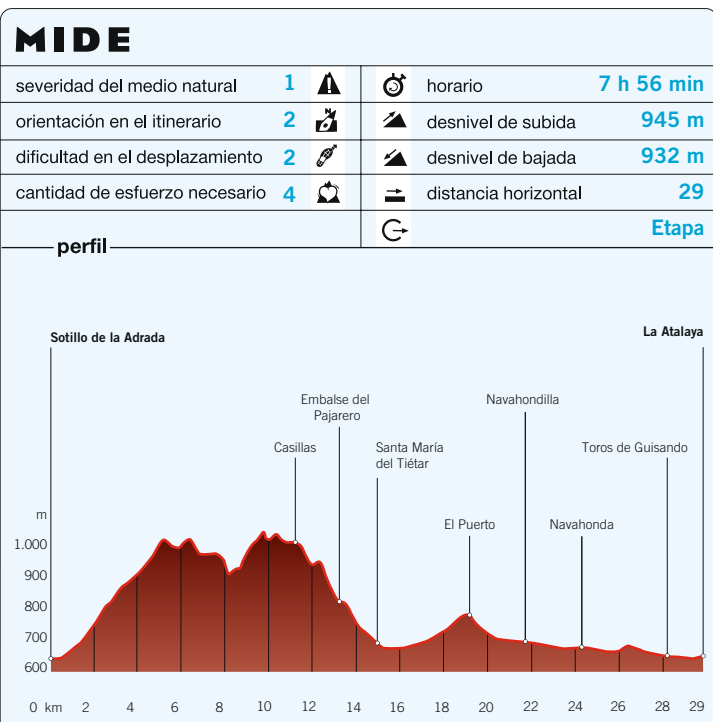 MIDE
severidad del medio natural 1
orientación en el itinerario 2
dificultad en el desplazamiento 2
cantidad de esfuerzo necesario 4
horario 7 h 56 min
desnivel de subida 945 m
desnivel de bajada 932 m
distancia horizontal 29
Etapa
perfil
Sotillo de la Adrada
La Atalaya
Embalse del
Pajarero
Navahondilla
Casillas
Santa María
del Tiétar
Toros de Guisando
El Puerto
Navahonda
m
1.000
900
800
700
600
0 km 2 4 6 8 10 12 14 16 18 20 22 24 26 28 29